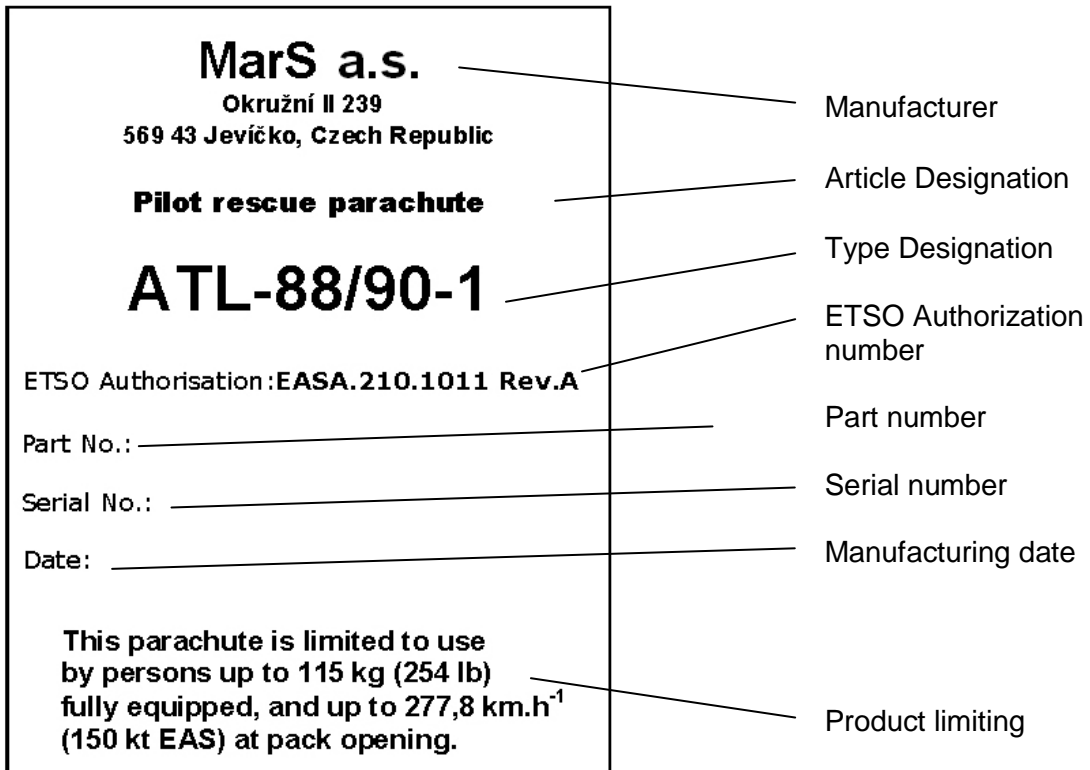 MarS a.s.
Okružní II 239
569 43 Jevíčko, Czech Republic
Pilot rescue parachute
ATL-88/90-1
ETSO Authorisation:EASA.210.1011 Rev.A
Part No.:
Serial No.:
Date:
This parachute is limited to use
by persons up to 115 kg (254 lb)
fully equipped, and up to 277,8 km.h⁻¹
(150 kt EAS) at pack opening.
Manufacturer
Article Designation
Type Designation
ETSO Authorization
number
Part number
Serial number
Manufacturing date
Product limiting